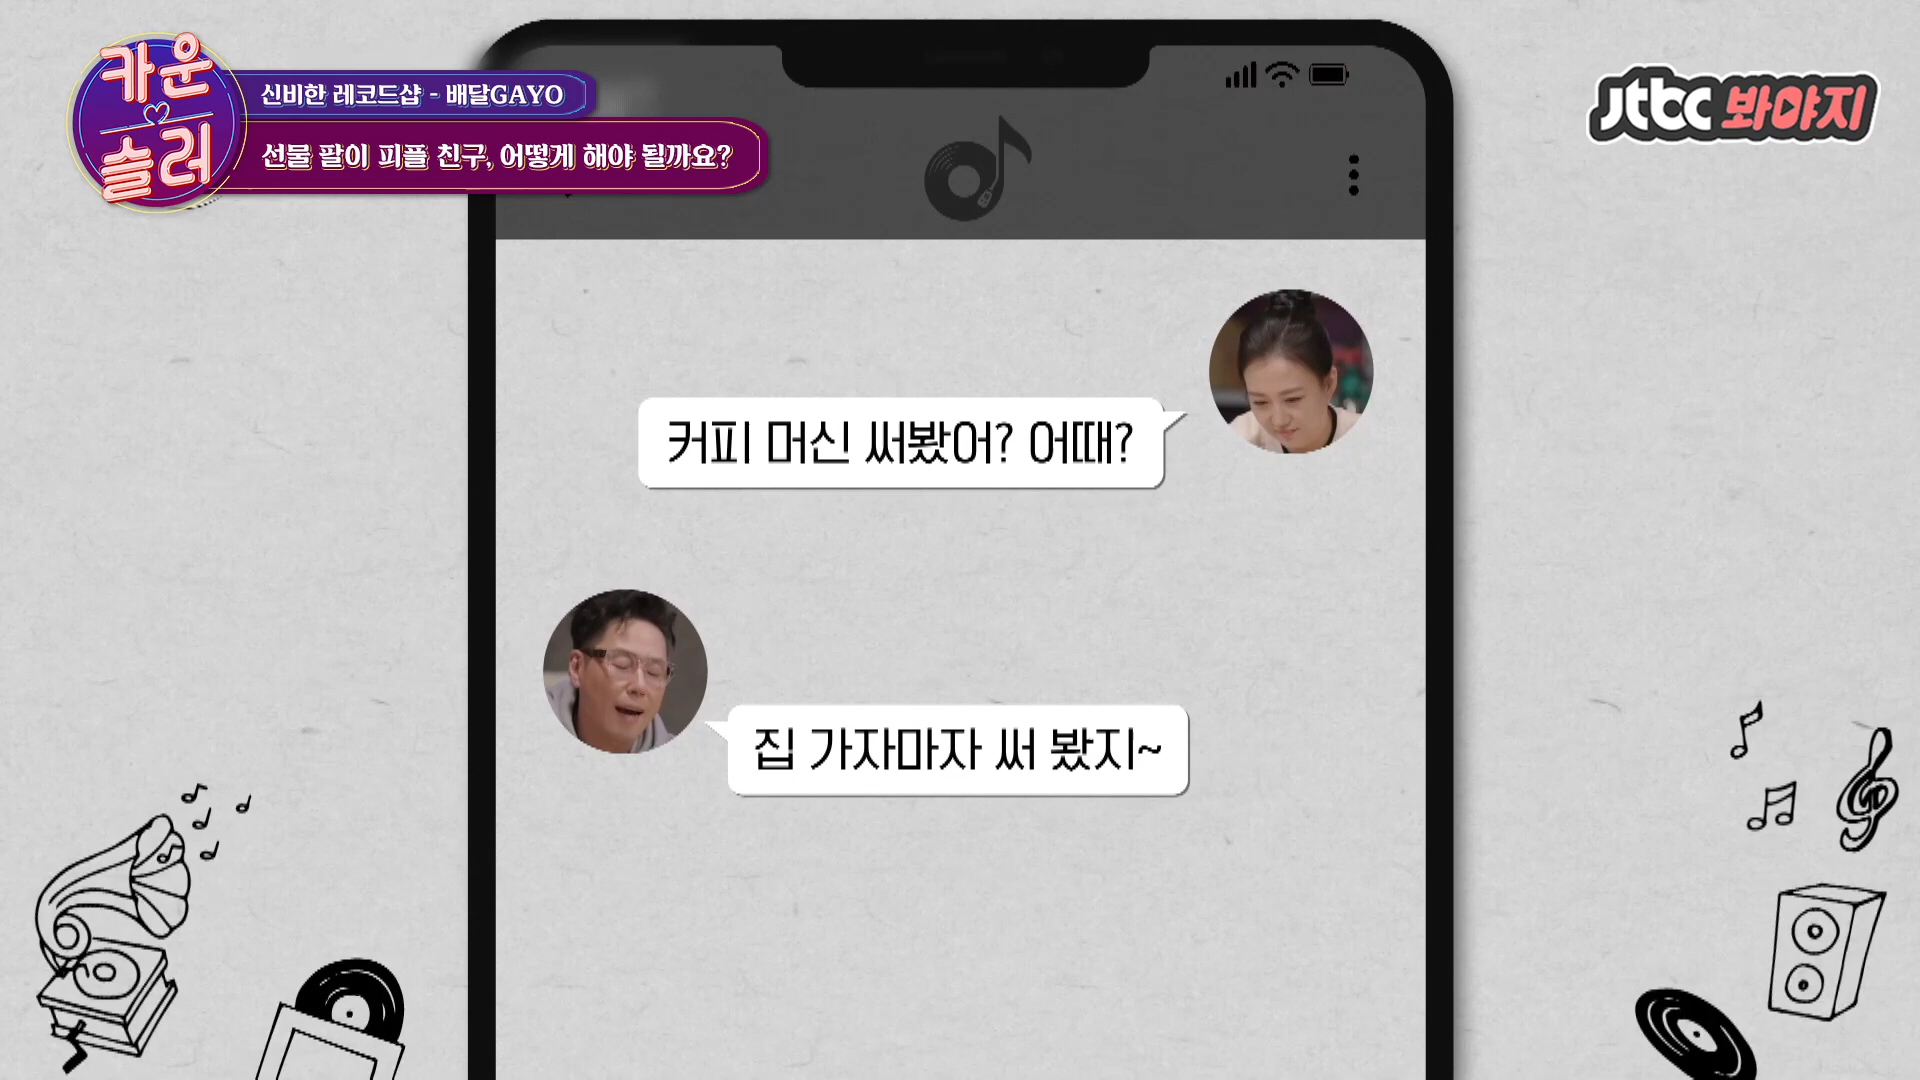 카운
슬러
신비한 레코드샵 - 배달GAYO
선물 팔이 피플 친구, 어떻게 해야 될까요?
jtbc 봐야지
커피 머신 써봤어? 어때?
집 가자마자 써 봤지~